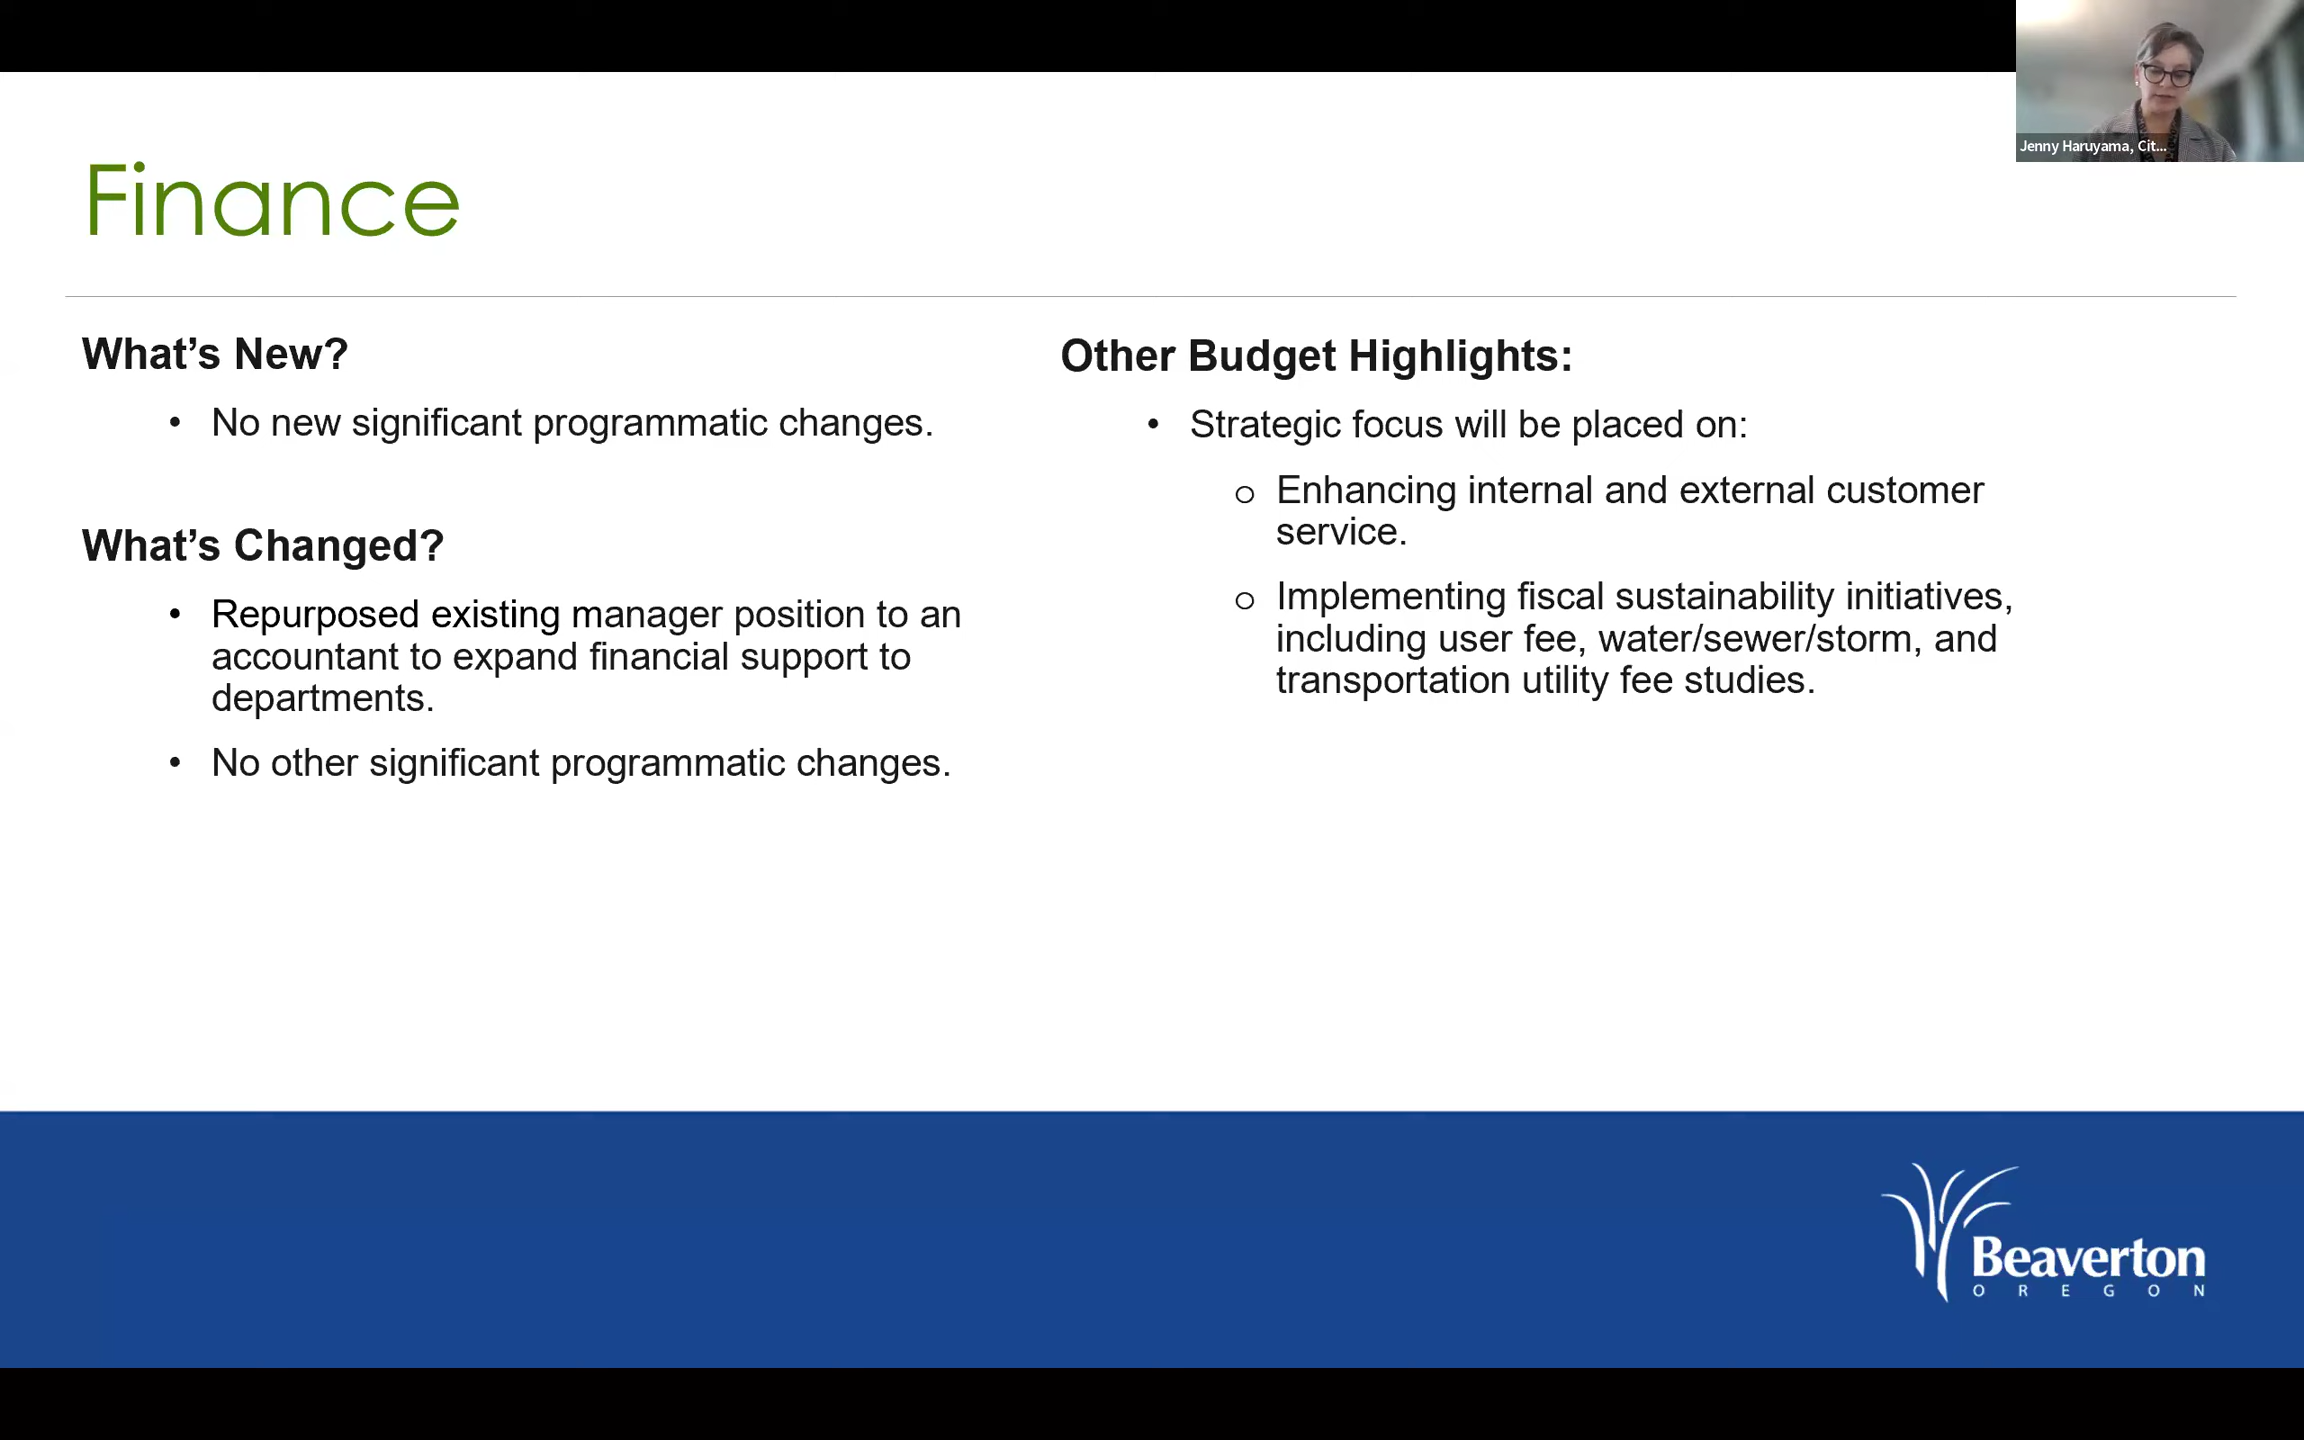 Jenny Haruyama, Cit...
Finance
What’s New?
• No new significant programmatic changes.
What’s Changed?
• Repurposed existing manager position to an
accountant to expand financial support to
departments.
• No other significant programmatic changes.
Other Budget Highlights:
• Strategic focus will be placed on:
o Enhancing internal and external customer
service.
o Implementing fiscal sustainability initiatives,
including user fee, water/sewer/storm, and
transportation utility fee studies.
Beaverton
OREGON